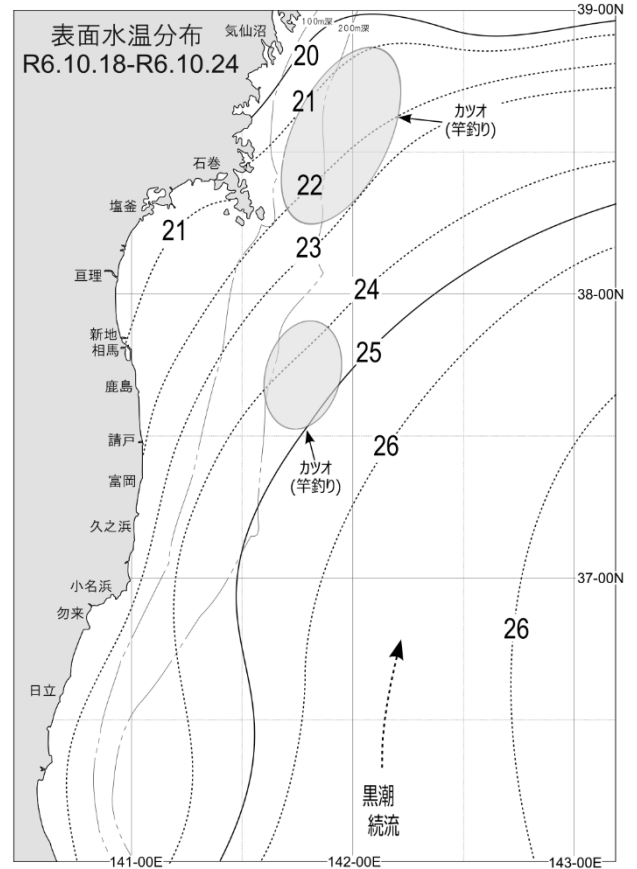 表面水温分布
R6.10.18-R6.10.24
39-00N
気仙沼
100m深
200m深
20
21
カツオ
(竿釣り)
石巻
22
塩釜
21
23
亘理
24
38-00N
新地
相馬
25
鹿島
請戸
26
カツオ
(竿釣り)
富岡
久之浜
小名浜
37-00N
勿来
26
日立
黒潮
続流
141-00E
142-00E
143-00E